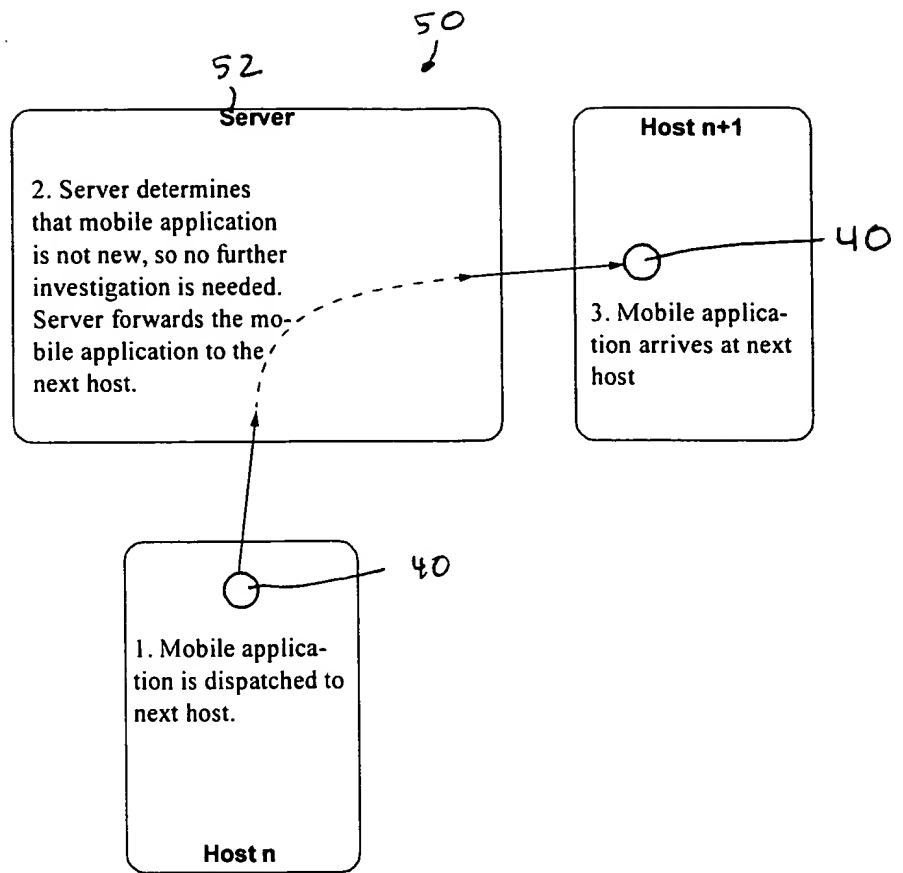 50
52
Server
Host n+1
2. Server determines
that mobile application
is not new, so no further
investigation is needed.
Server forwards the mo-
bile application to the
next host.
40
3. Mobile applica-
tion arrives at next
host
40
1. Mobile applica-
tion is dispatched to
next host.
Host n